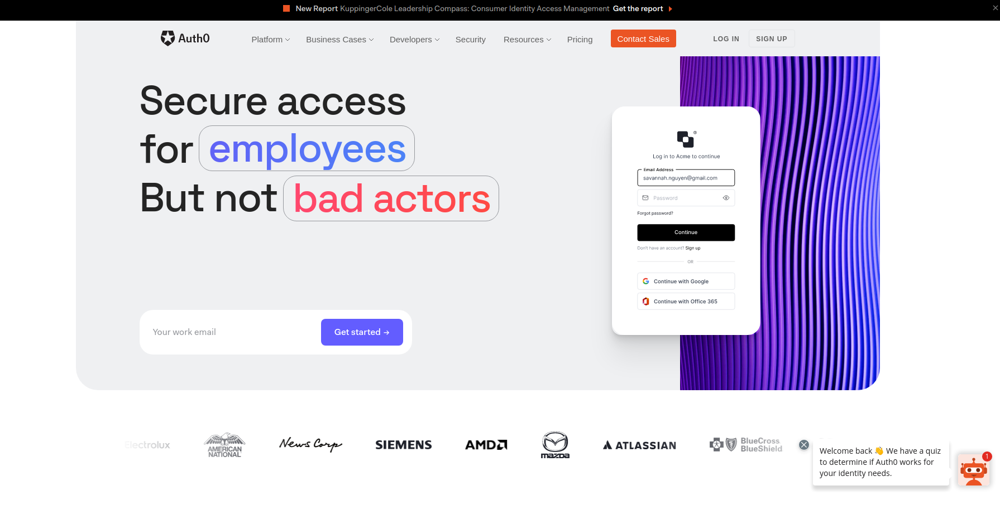 New Report KuppingerCole Leadership Compass: Consumer Identity Access Management Get the report
Auth0
Platform
Business Cases
Developers
Security
Resources
Pricing
Contact Sales
LOG IN
SIGN UP
Secure access
for employees
But not bad actors
Your work email
Get started →
®
Log in to Acme to continue
Email Address
savannah.nguyen@gmail.com
Password
Forgot password?
Continue
Don't have an account? Sign up
OR
Continue with Google
Continue with Office 365
Electrolux
AMERICAN
NATIONAL
News Corp
SIEMENS
AMD
mazda
ATLASSIAN
BlueCross
BlueShield
Welcome back 👋 We have a quiz
to determine if Auth0 works for
your identity needs.
1